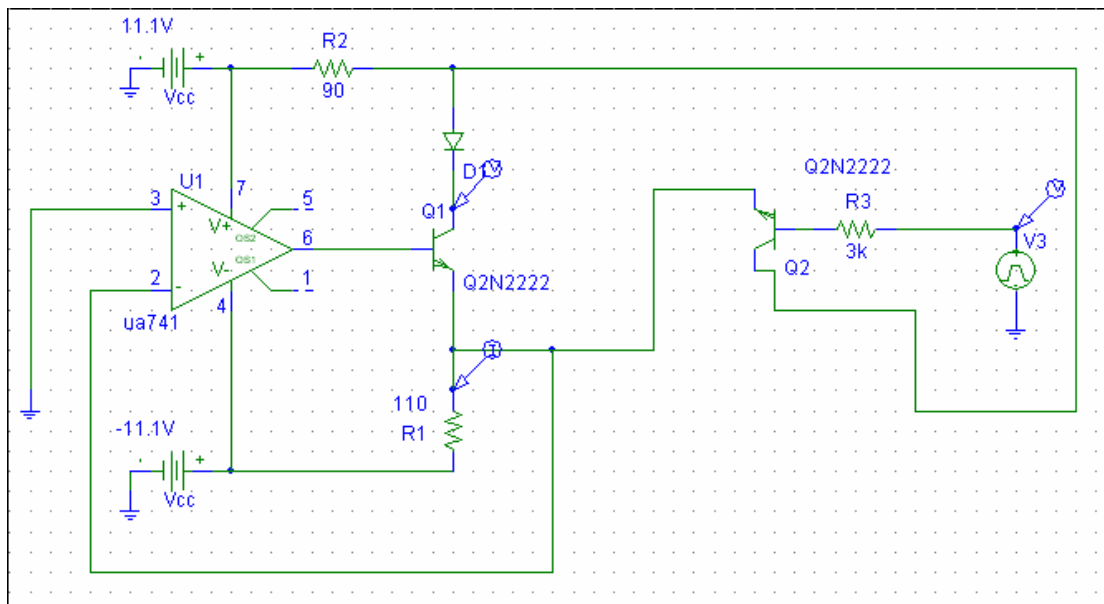 11.1V
R2
- +
Vcc
90
U1
7
3
5
D1
Q1
Q2N2222
R3
+
V+
OS2
6
3k
V3
V-
OS1
2
1
Q2N2222
Q2
-
4
ua741
110
R1
-11.1V
- +
Vcc